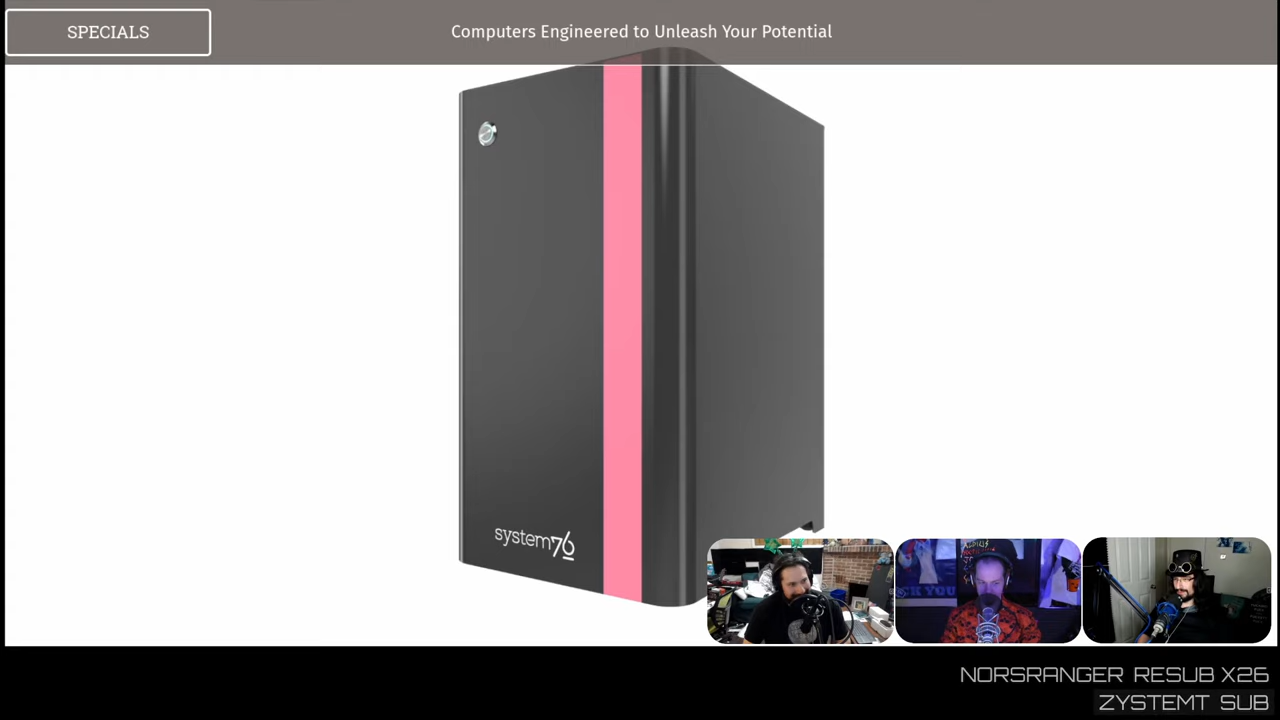 SPECIALS
Computers Engineered to Unleash Your Potential
system76
NORSRANGER RESUB X26
ZYSTEMT SUB